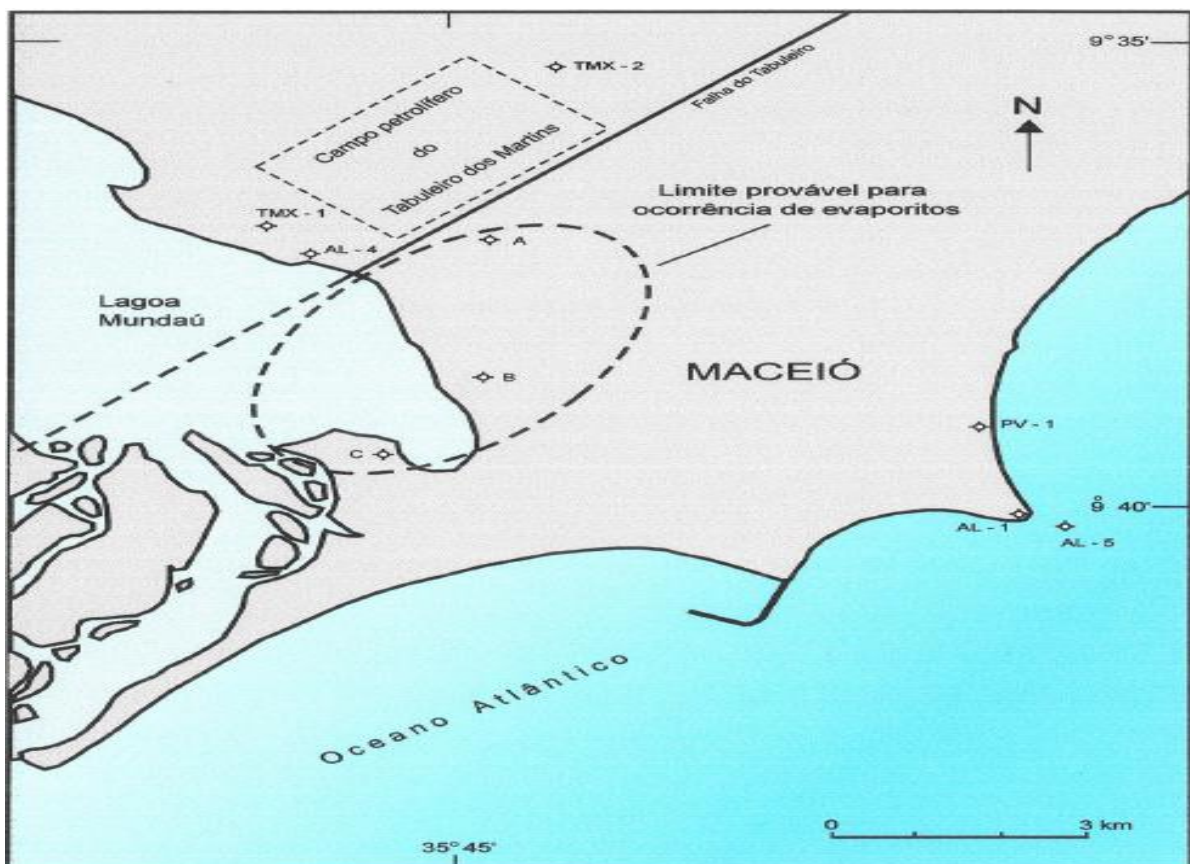 9° 35'
TMX - 2
Falha do Tabuleiro
N
Campo petrolífero
do
Tabuleiro dos Martins
Limite provável para
ocorrência de evaporitos
TMX - 1
AL - 4
A
Lagoa
Mundaú
B
MACEIÓ
PV - 1
C
9° 40'
AL - 1
AL - 5
Oceano Atlântico
0
3 km
35° 45'